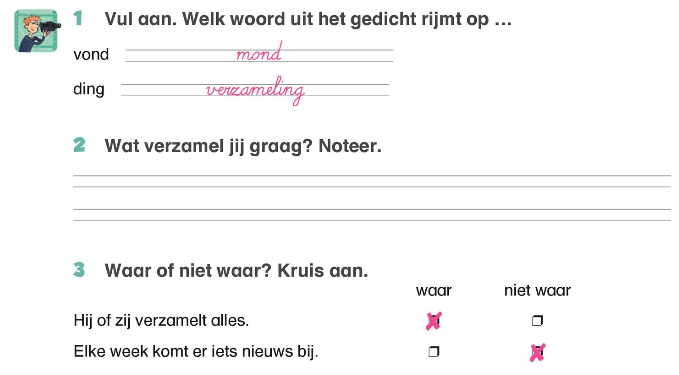 1 Vul aan. Welk woord uit het gedicht rijmt op …
vond mond
ding verzameling
2 Wat verzamel jij graag? Noteer.
3 Waar of niet waar? Kruis aan.
waar niet waar
Hij of zij verzamelt alles.
Elke week komt er iets nieuws bij.